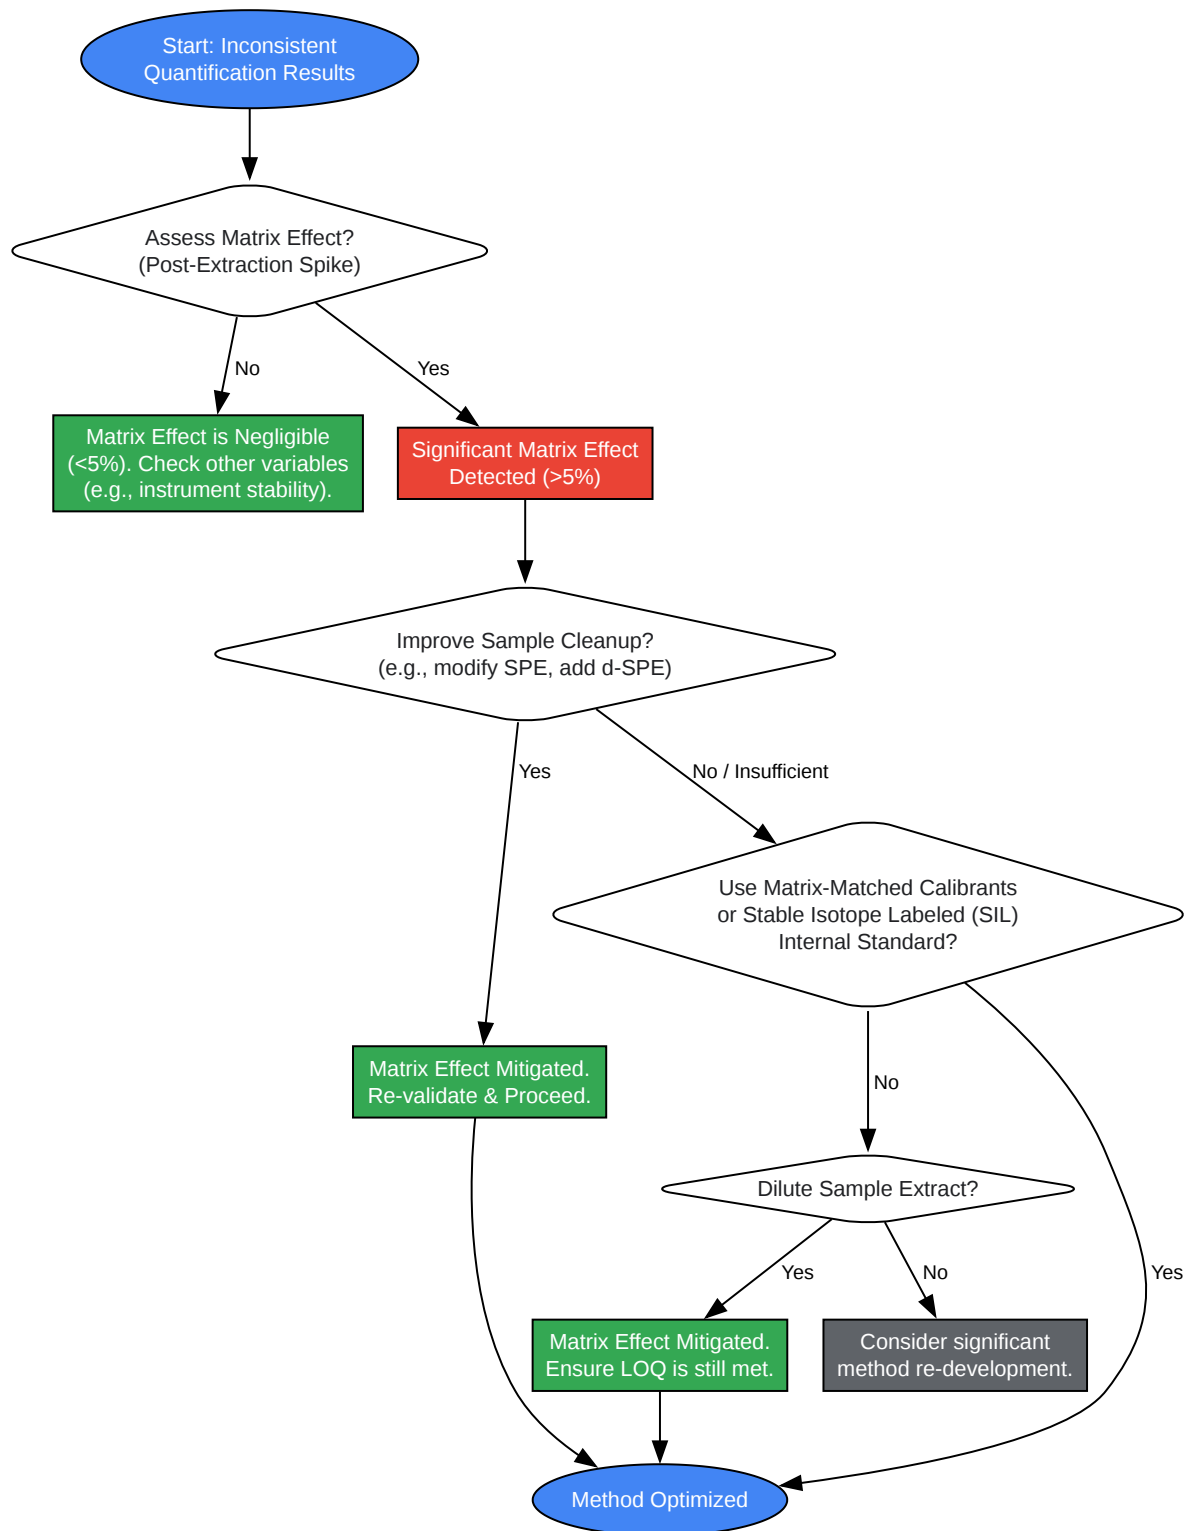 Start: Inconsistent
Quantification Results
Assess Matrix Effect?
(Post-Extraction Spike)
No
Yes
Matrix Effect is Negligible
(<5%). Check other variables
(e.g., instrument stability).
Significant Matrix Effect
Detected (>5%)
Improve Sample Cleanup?
(e.g., modify SPE, add d-SPE)
Yes
No / Insufficient
Use Matrix-Matched Calibrants
or Stable Isotope Labeled (SIL)
Internal Standard?
Matrix Effect Mitigated.
Re-validate & Proceed.
No
Dilute Sample Extract?
Yes
No
Yes
Matrix Effect Mitigated.
Ensure LOQ is still met.
Consider significant
method re-development.
Method Optimized